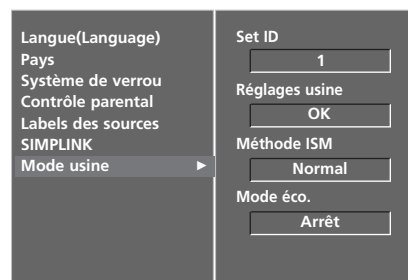 Langue(Language)
Pays
Système de verrou
Contrôle parental
Labels des sources
SIMPLINK
Mode usine ►
Set ID
1
Réglages usine
OK
Méthode ISM
Normal
Mode éco.
Arrêt